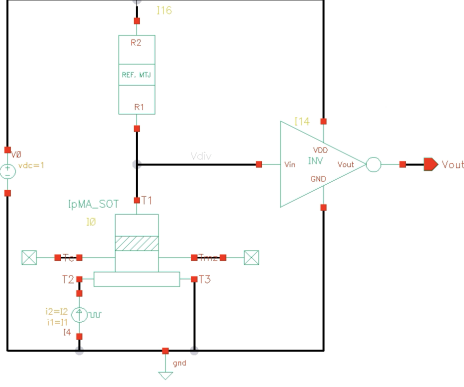 I16
R2
REF. MTJ
R1
V0
vdc=1
Vdiv
I14
VDD
Vin
INV
Vout
GND
Vout
T1
IpMA_SOT
I0
Tc
Tmz
T2
T3
i2=I2
i1=I1
I4
gnd